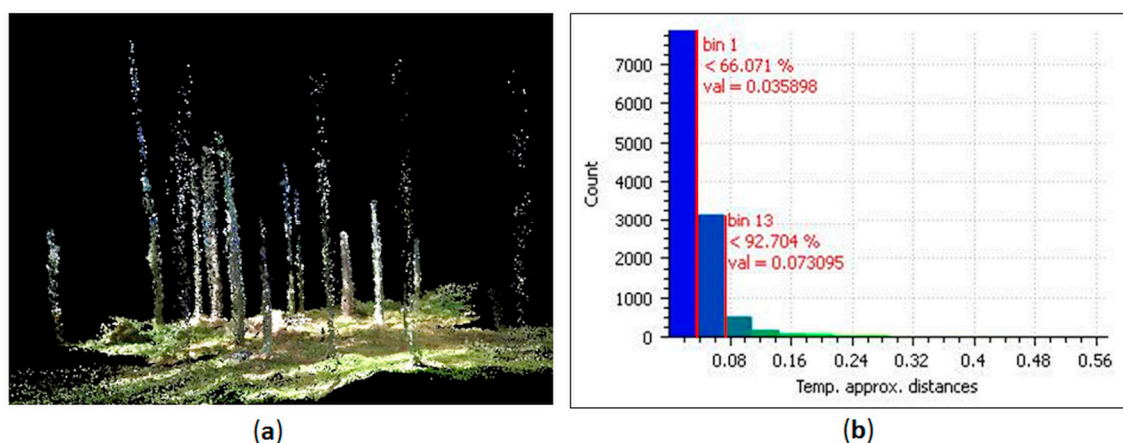 7000
6000
5000
4000
3000
2000
1000
0
Count
bin 1
< 66.071 %
val = 0.035898
bin 13
< 92.704 %
val = 0.073095
0.08 0.16 0.24 0.32 0.4 0.48 0.56
Temp. approx. distances
(a) (b)